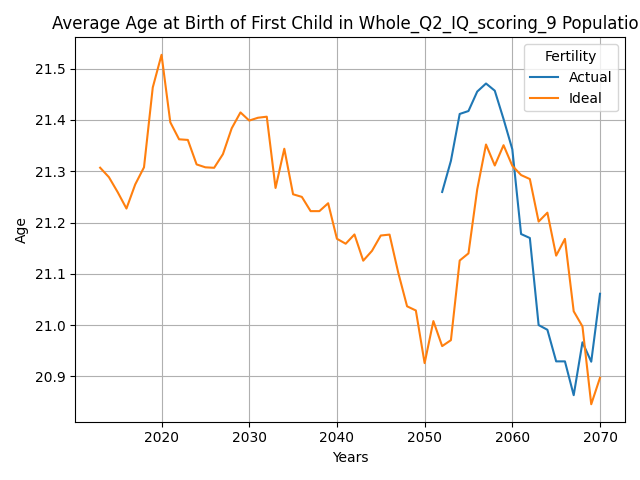 Average Age at Birth of First Child in Whole_Q2_IQ_scoring_9 Populatio
Fertility
Actual
Ideal
21.5
21.4
21.3
21.2
21.1
21.0
20.9
Age
2020 2030 2040 2050 2060 2070
Years